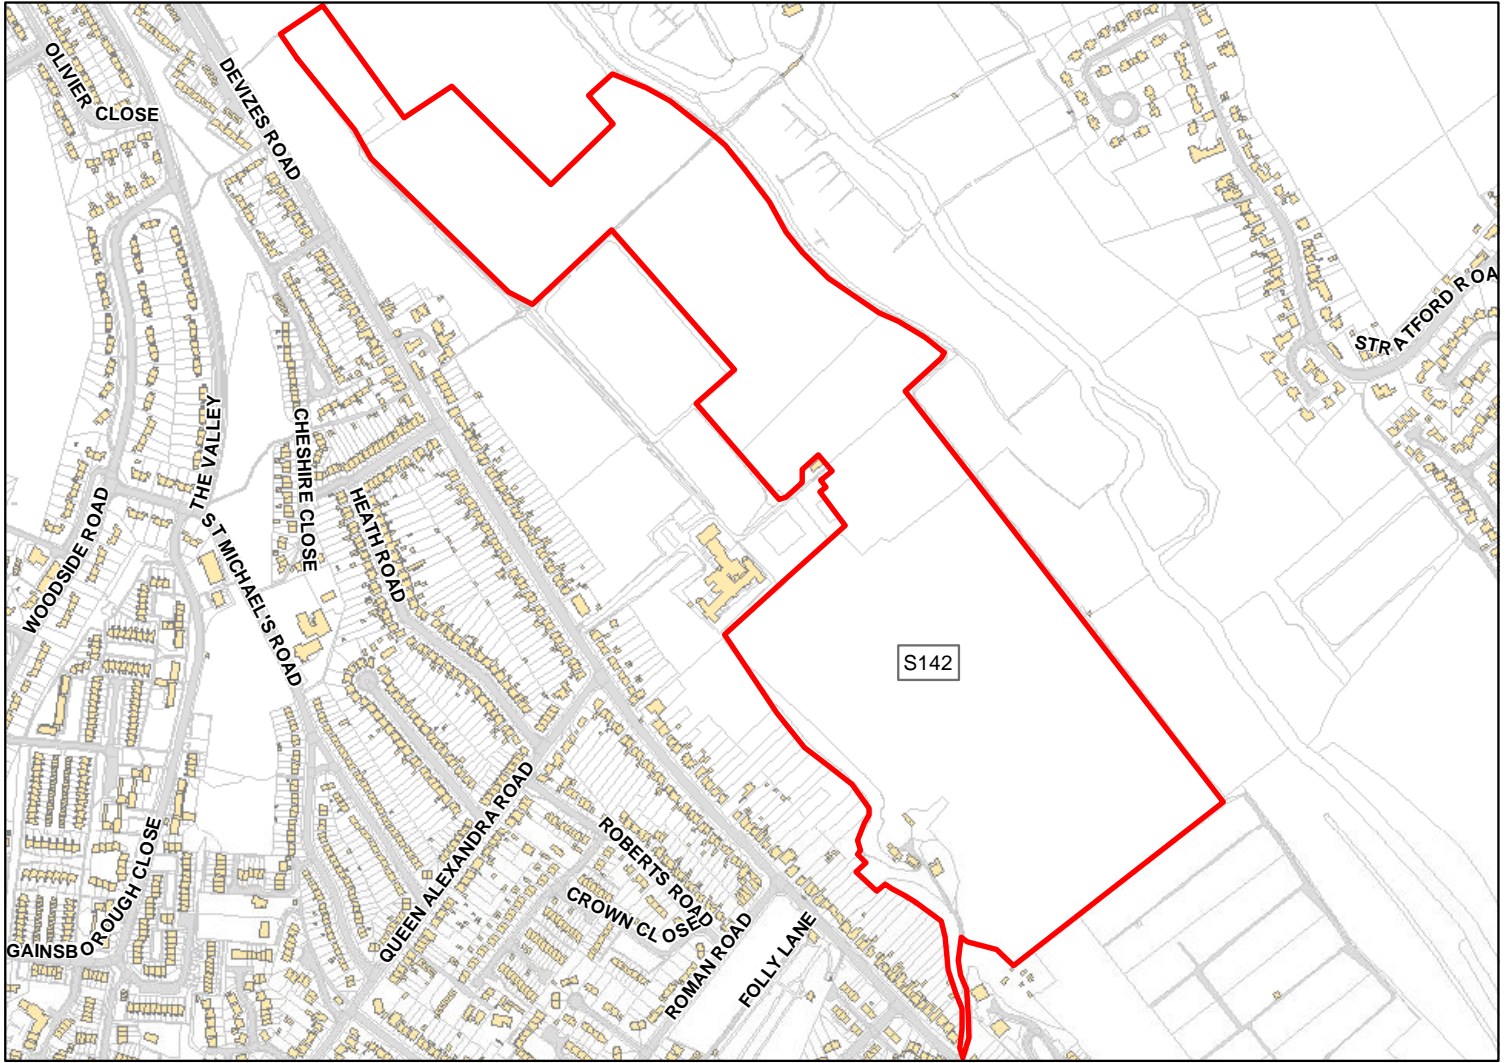 OLIVIER CLOSE
DEVIZES ROAD
STRATFORD ROA
THE VALLEY
CHESHIRE CLOSE
WOODSIDE ROAD
HEATH ROAD
ST MICHAEL'S ROAD
S142
QUEEN ALEXANDRA ROAD
ROBERTS ROAD
CROWN CLOSE
GAINSBOROUGH CLOSE
ROMAN ROAD
FOLLY LANE